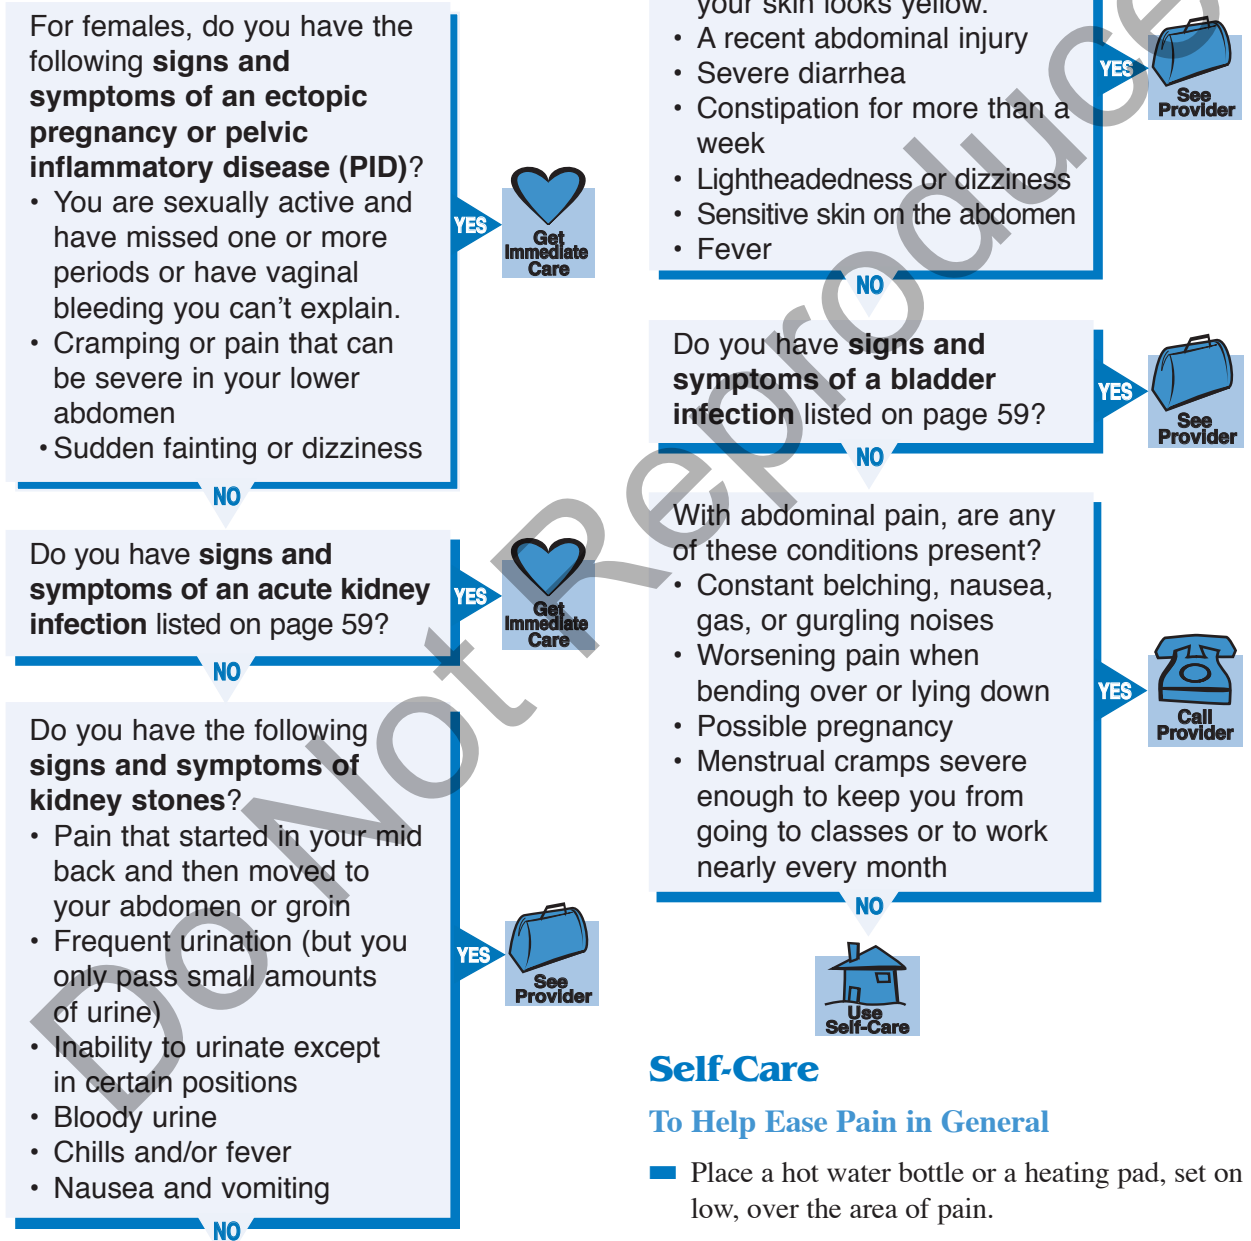 For females, do you have the
following signs and
symptoms of an ectopic
pregnancy or pelvic
inflammatory disease (PID)?
• You are sexually active and
have missed one or more
periods or have vaginal
bleeding you can't explain.
• Cramping or pain that can
be severe in your lower
abdomen
• Sudden fainting or dizziness
YES
Get
Immediate
Care
NO
Do you have signs and
symptoms of an acute kidney
infection listed on page 59?
YES
Get
Immediate
Care
NO
Do you have the following
signs and symptoms of
kidney stones?
• Pain that started in your mid
back and then moved to
your abdomen or groin
• Frequent urination (but you
only pass small amounts
of urine)
• Inability to urinate except
in certain positions
• Bloody urine
• Chills and/or fever
• Nausea and vomiting
YES
See
Provider
NO
your skin looks yellow.
• A recent abdominal injury
• Severe diarrhea
• Constipation for more than a
week
• Lightheadedness or dizziness
• Sensitive skin on the abdomen
• Fever
YES
See
Provider
NO
Do you have signs and
symptoms of a bladder
infection listed on page 59?
YES
See
Provider
NO
With abdominal pain, are any
of these conditions present?
• Constant belching, nausea,
gas, or gurgling noises
• Worsening pain when
bending over or lying down
• Possible pregnancy
• Menstrual cramps severe
enough to keep you from
going to classes or to work
nearly every month
YES
Call
Provider
NO
Use
Self-Care
Self-Care
To Help Ease Pain in General
Place a hot water bottle or a heating pad, set on
low, over the area of pain.
Do Not Reproduce